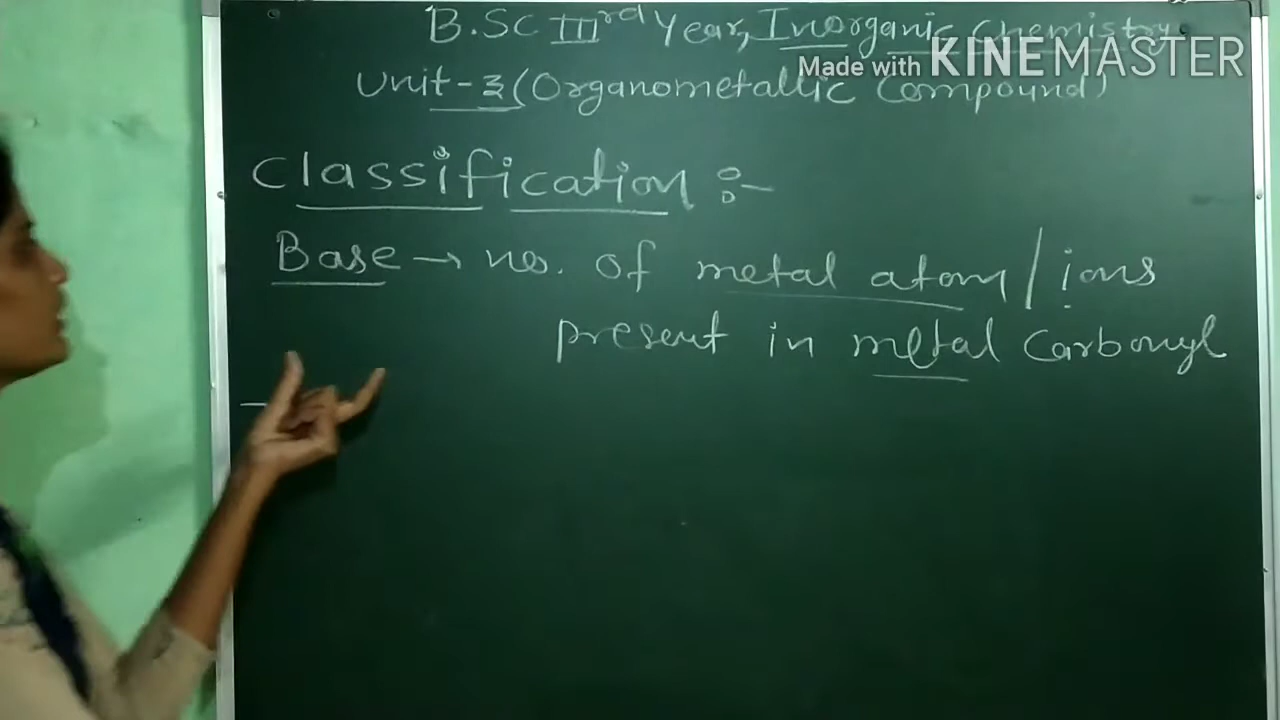 B.Sc IIIrd Year, Inorganic Chemistry
Made with KINEMASTER
Unit-३ (Organometallic Compound)
Classification :-
Base → no. of metal atom / ions
present in metal Carbonyl